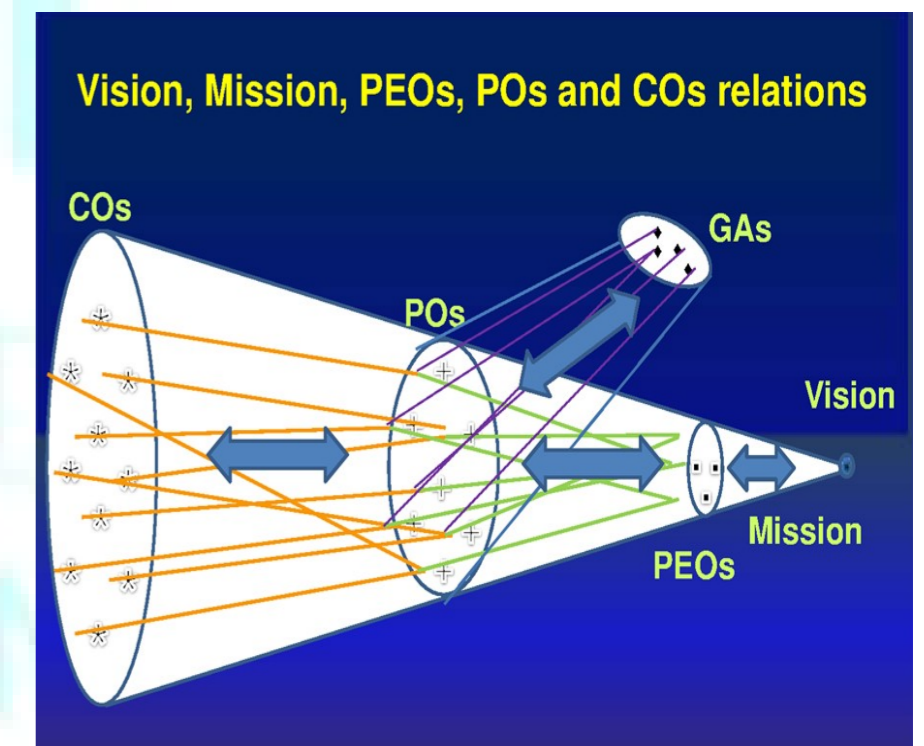 Vision, Mission, PEOs, POs and COs relations
COs
GAs
POs
Vision
Mission
PEOs